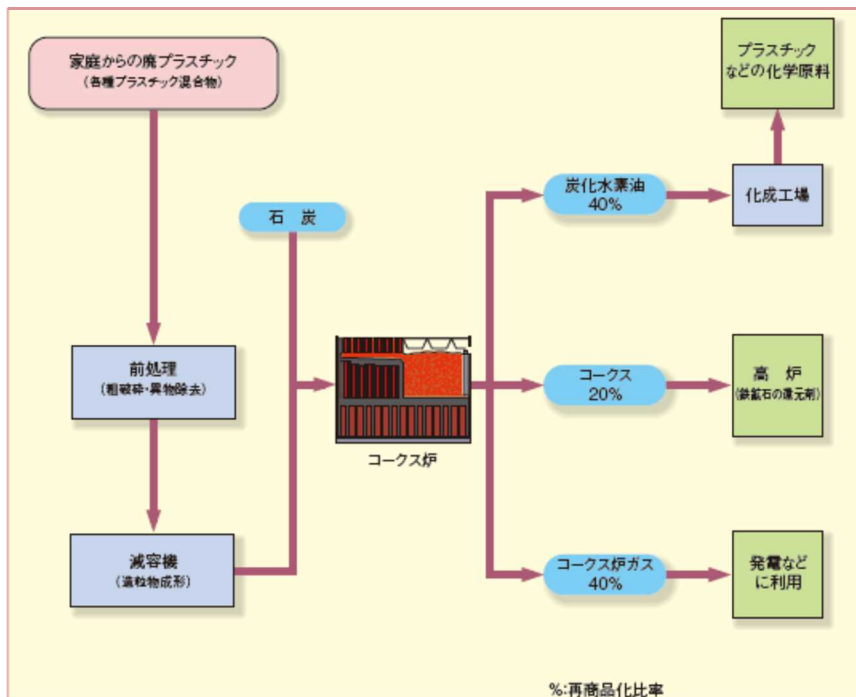 家庭からの廃プラスチック
(各種プラスチック混合物)
前処理
(粗破砕・異物除去)
減容機
(造粒物成形)
石 炭
コークス炉
炭化水素油
40%
化成工場
プラスチック
などの化学原料
コークス
20%
高 炉
(鉄鉱石の還元剤)
コークス炉ガス
40%
発電など
に利用
%:再商品化比率